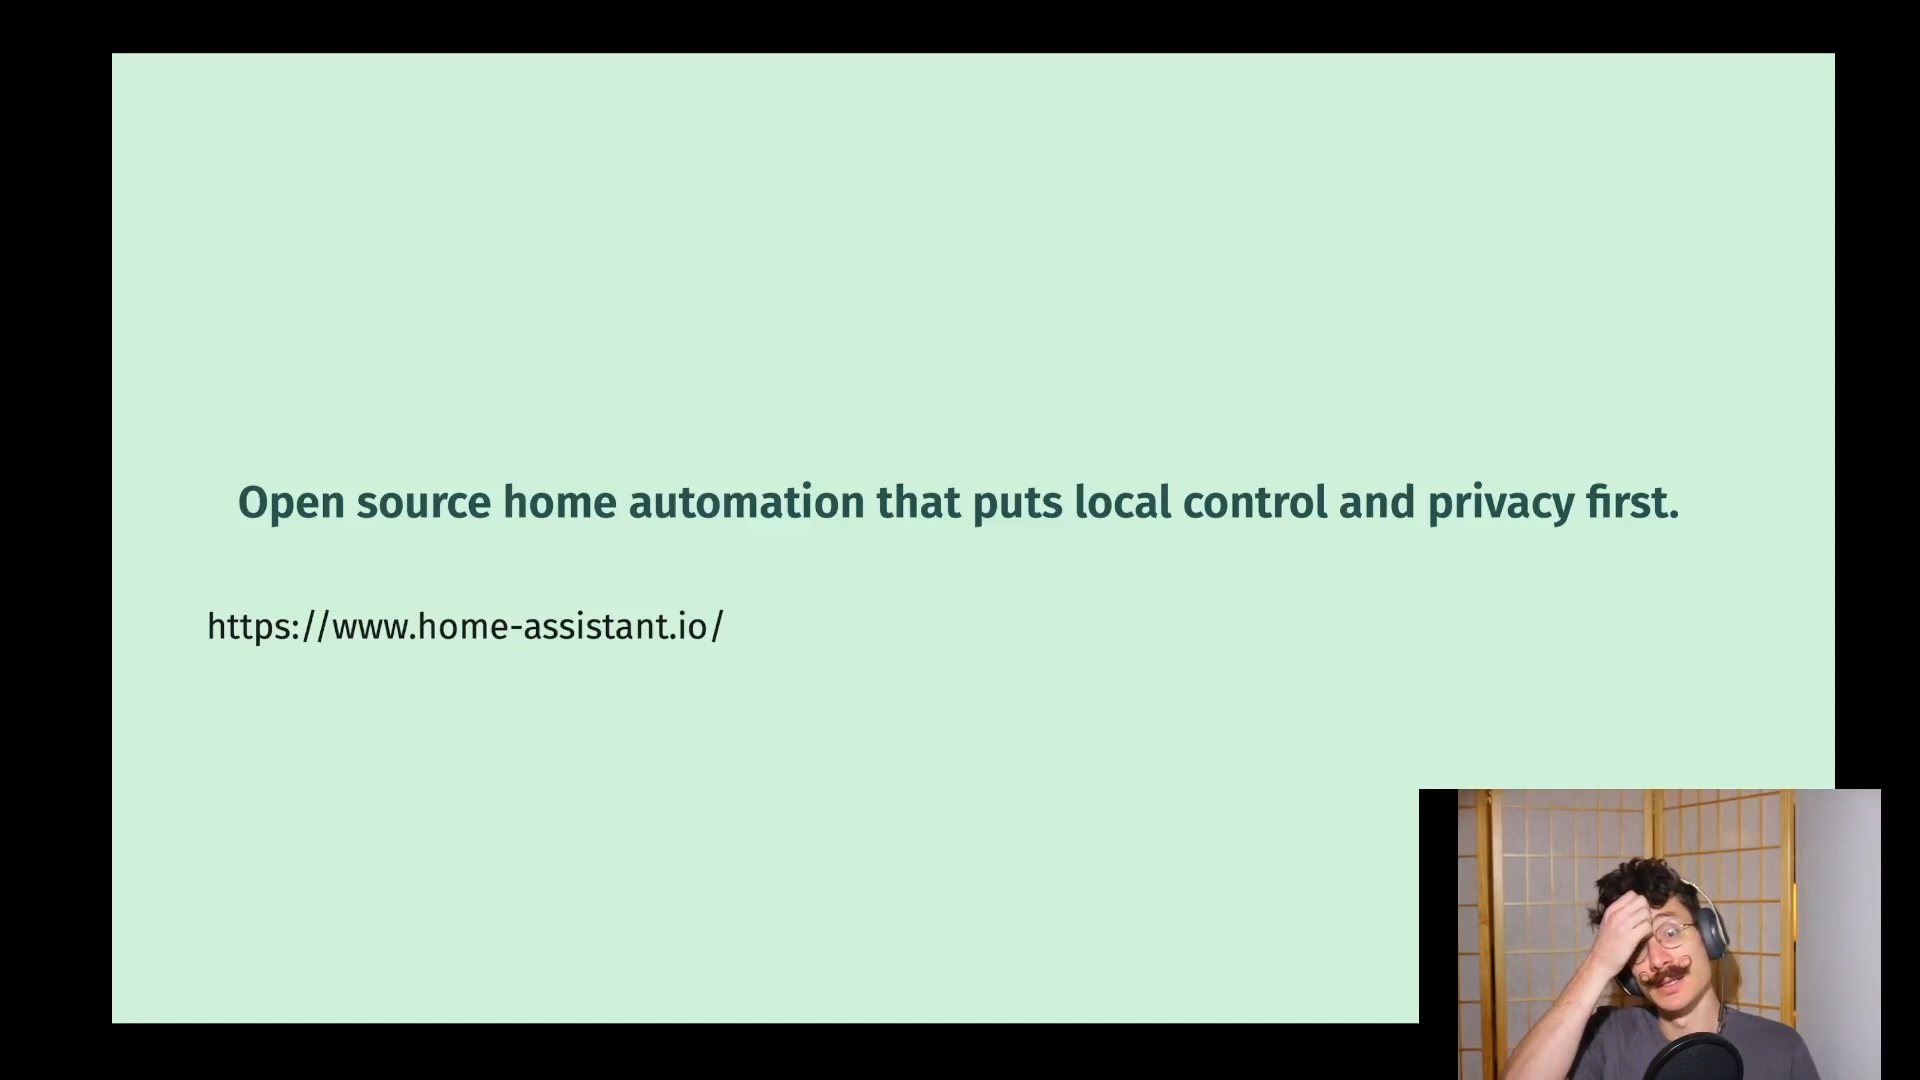 Open source home automation that puts local control and privacy first.
https://www.home-assistant.io/